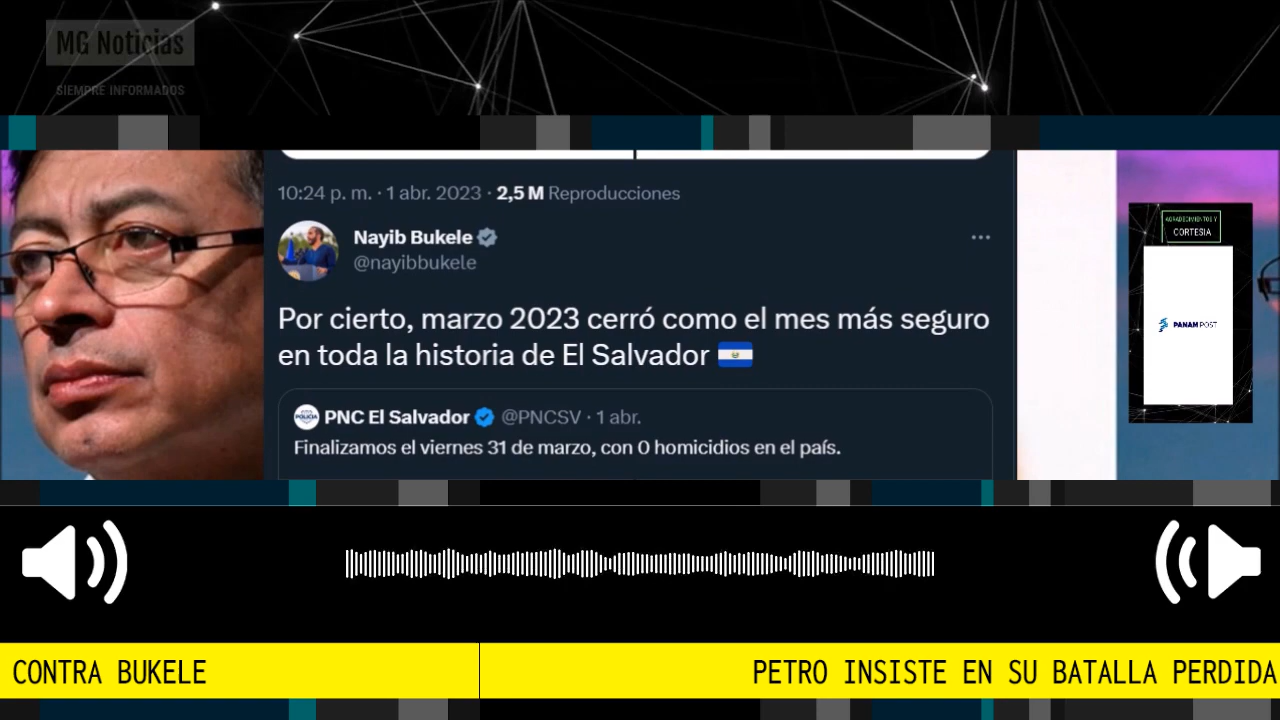 MG Noticias
SIEMPRE INFORMADOS
10:24 p. m. · 1 abr. 2023 · 2,5 M Reproducciones
Nayib Bukele
@nayibbukele
Por cierto, marzo 2023 cerró como el mes más seguro
en toda la historia de El Salvador
POLICIA
PNC El Salvador @PNCSV · 1 abr.
Finalizamos el viernes 31 de marzo, con 0 homicidios en el país.
AGRADECIMIENTOS Y
CORTESIA
PANAM POST
CONTRA BUKELE
PETRO INSISTE EN SU BATALLA PERDIDA